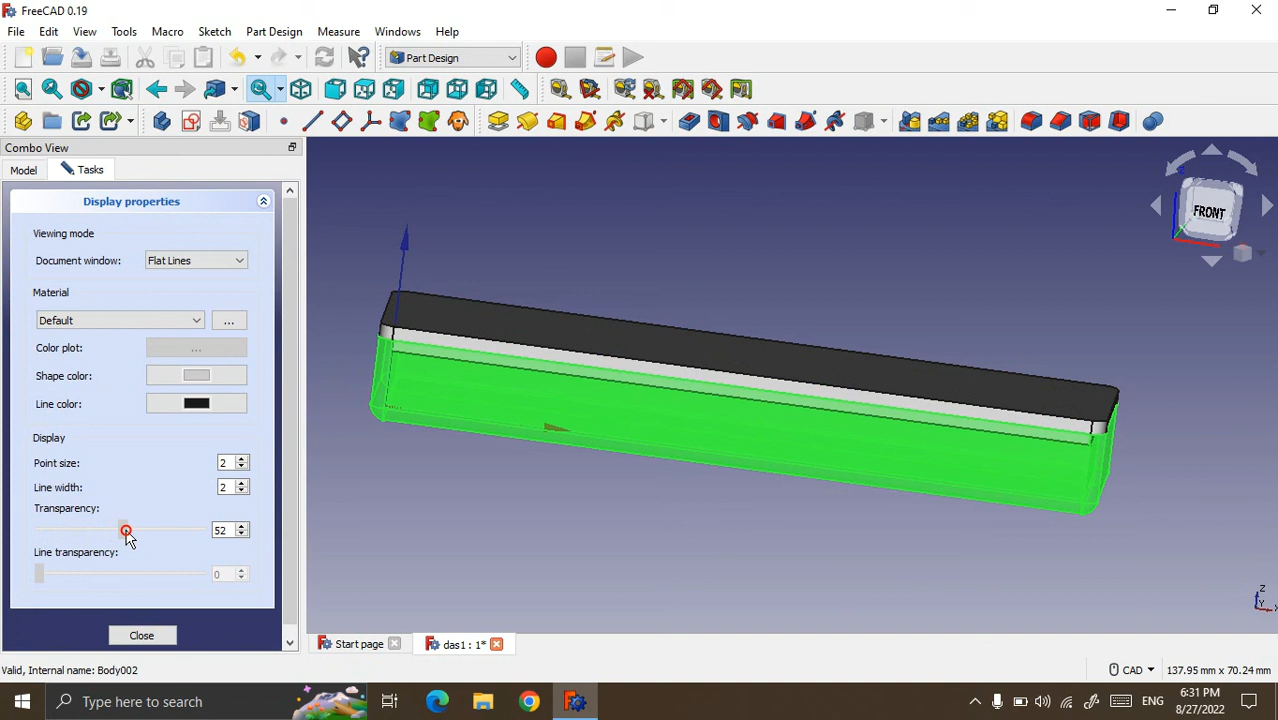 FreeCAD 0.19
File Edit View Tools Macro Sketch Part Design Measure Windows Help
Part Design
Combo View
Model Tasks
Display properties
Viewing mode
Document window: Flat Lines
Material
Default ...
Color plot: ...
Shape color:
Line color:
Display
Point size: 2
Line width: 2
Transparency:
52
Line transparency:
0
Close
FRONT
Z
Z
Y
X
Start page das1 : 1*
Valid, Internal name: Body002 CAD 137.95 mm x 70.24 mm
Type here to search
ENG
6:31 PM
8/27/2022